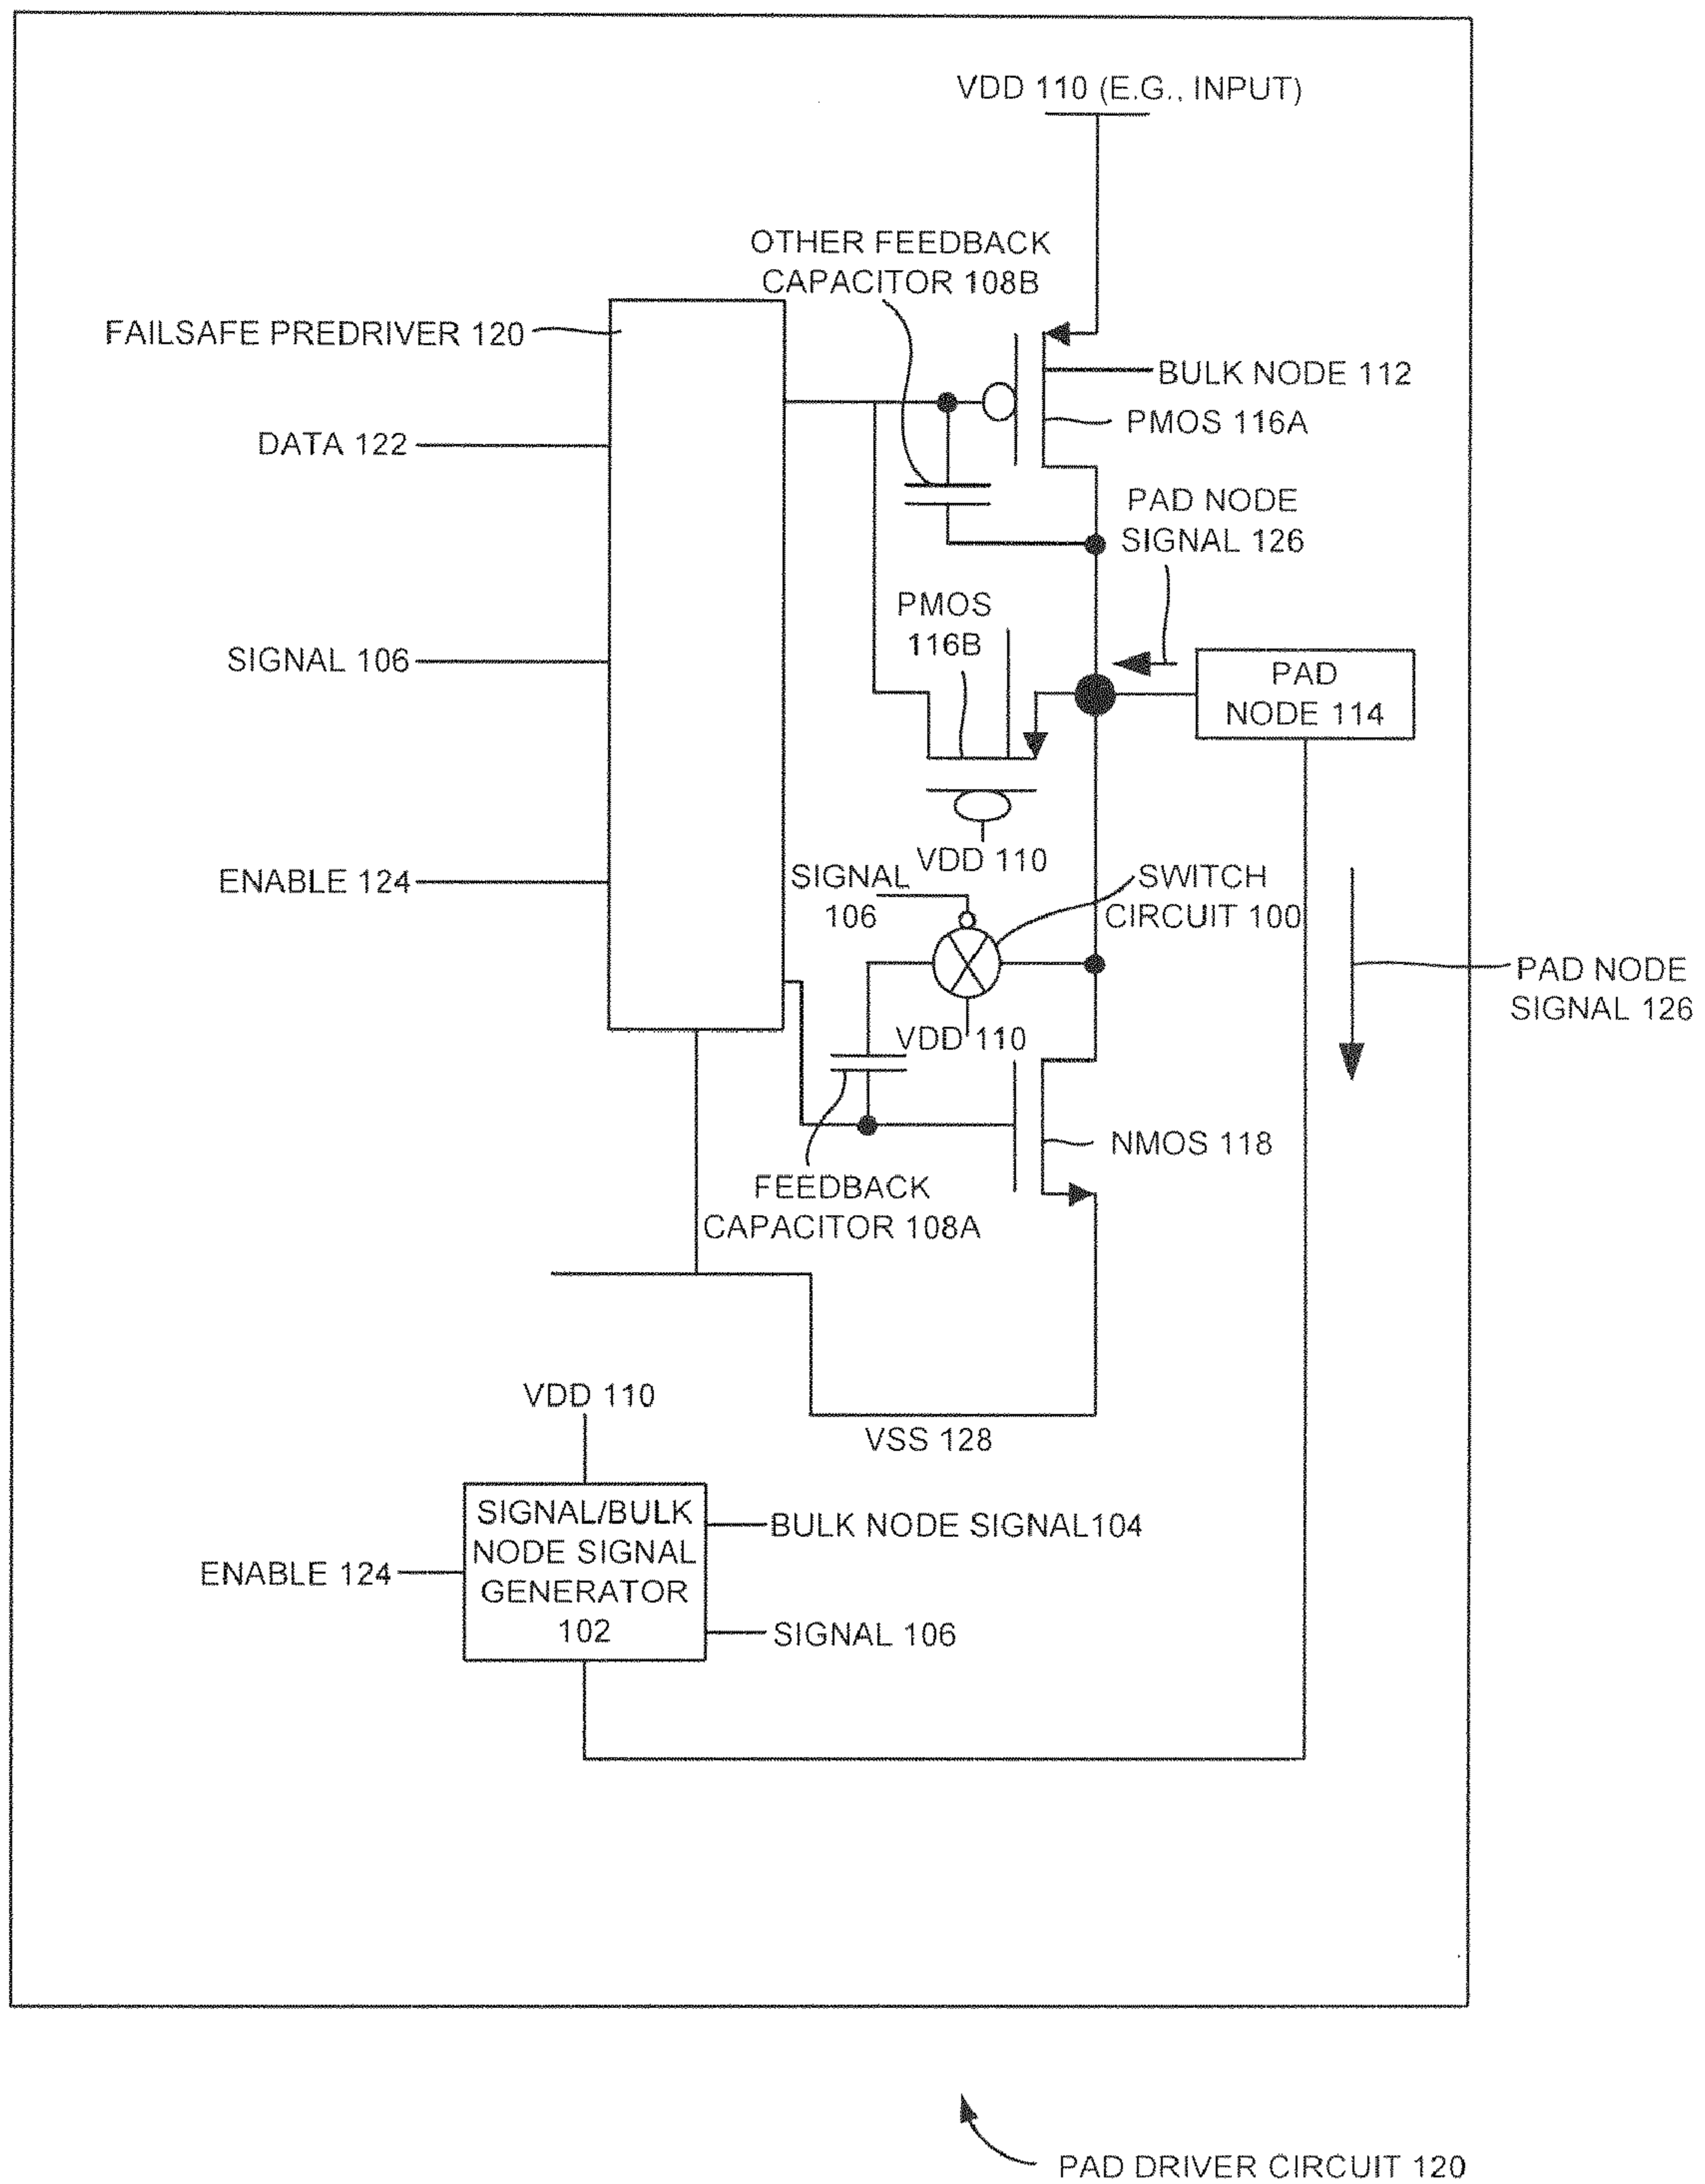 VDD 110 (E.G., INPUT)
OTHER FEEDBACK
CAPACITOR 108B
FAILSAFE PREDRIVER 120
BULK NODE 112
PMOS 116A
DATA 122
PAD NODE
SIGNAL 126
PMOS
116B
SIGNAL 106
PAD
NODE 114
VDD 110
ENABLE 124
SIGNAL
106
SWITCH
CIRCUIT 100
PAD NODE
SIGNAL 126
VDD 110
NMOS 118
FEEDBACK
CAPACITOR 108A
VDD 110
VSS 128
SIGNAL/BULK
NODE SIGNAL
GENERATOR
102
BULK NODE SIGNAL104
ENABLE 124
SIGNAL 106
PAD DRIVER CIRCUIT 120